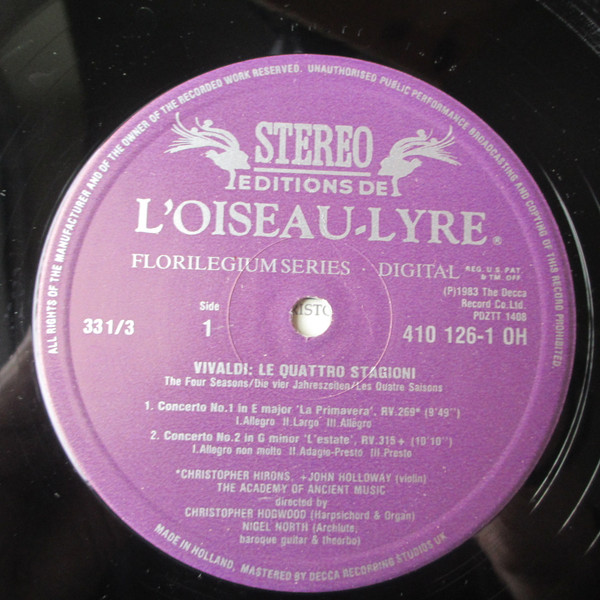 ALL RIGHTS OF THE MANUFACTURER AND OF THE OWNER OF THE RECORDED WORK RESERVED. UNAUTHORISED PUBLIC PERFORMANCE BROADCASTING AND COPYING OF THIS RECORD PROHIBITED.
STEREO
EDITIONS DE
L'OISEAU-LYRE®
FLORILEGIUM SERIES · DIGITAL REG. U.S. PAT. & TM. OFF.
(P)1983 The Decca
Record Co Ltd.
PDZTT 1408
33 1/3
Side
1
410 126-1 OH
VIVALDI: LE QUATTRO STAGIONI
The Four Seasons/Die vier Jahreszeiten/Les Quatre Saisons
1. Concerto No.1 in E major 'La Primavera', RV.269* (9'49'')
I.Allegro II.Largo III.Allegro
2. Concerto No.2 in G minor 'L'estate', RV.315+ (10'10'')
I.Allegro non molto II.Adagio-Presto III.Presto
*CHRISTOPHER HIRONS, +JOHN HOLLOWAY (violin)
THE ACADEMY OF ANCIENT MUSIC
directed by
CHRISTOPHER HOGWOOD (Harpsichord & Organ)
NIGEL NORTH (Archlute,
baroque guitar & theorbo)
MADE IN HOLLAND, MASTERED BY DECCA RECORDING STUDIOS UK